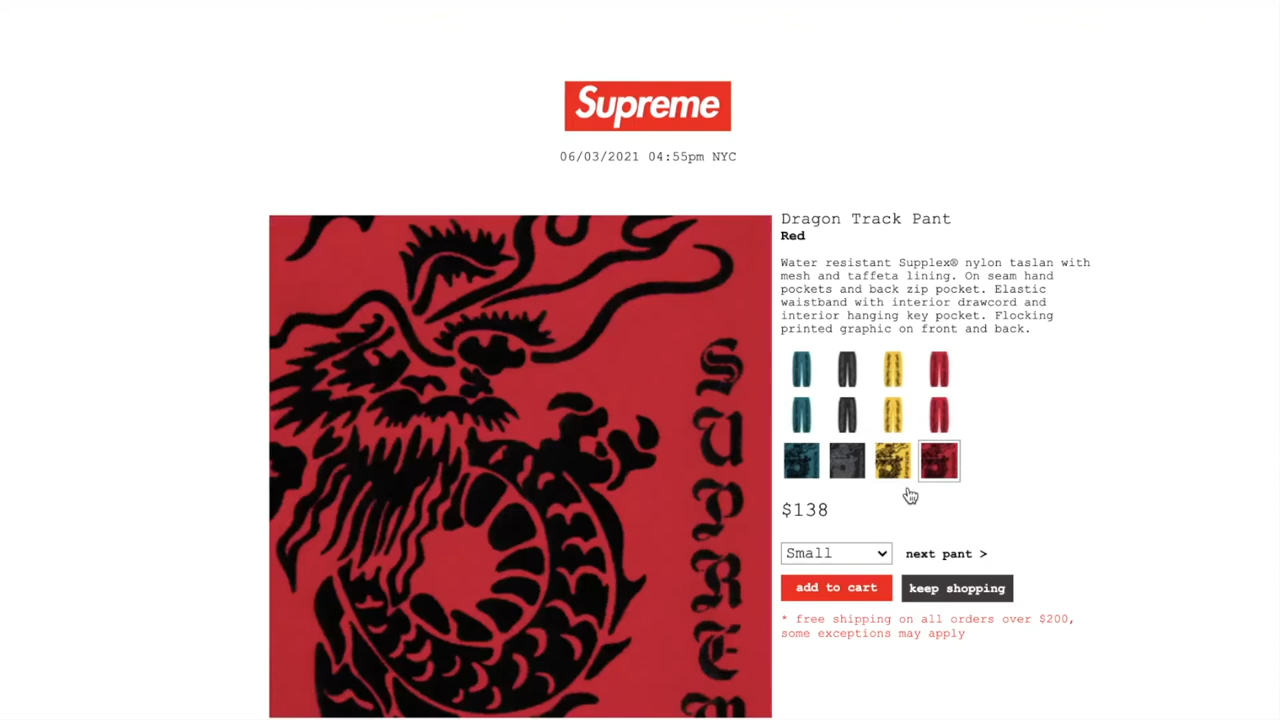 Supreme
06/03/2021 04:55pm NYC
Dragon Track Pant
Red
Water resistant Supplex® nylon taslan with
mesh and taffeta lining. On seam hand
pockets and back zip pocket. Elastic
waistband with interior drawcord and
interior hanging key pocket. Flocking
printed graphic on front and back.
$138
Small
next pant >
add to cart
keep shopping
* free shipping on all orders over $200,
some exceptions may apply
SUPREM